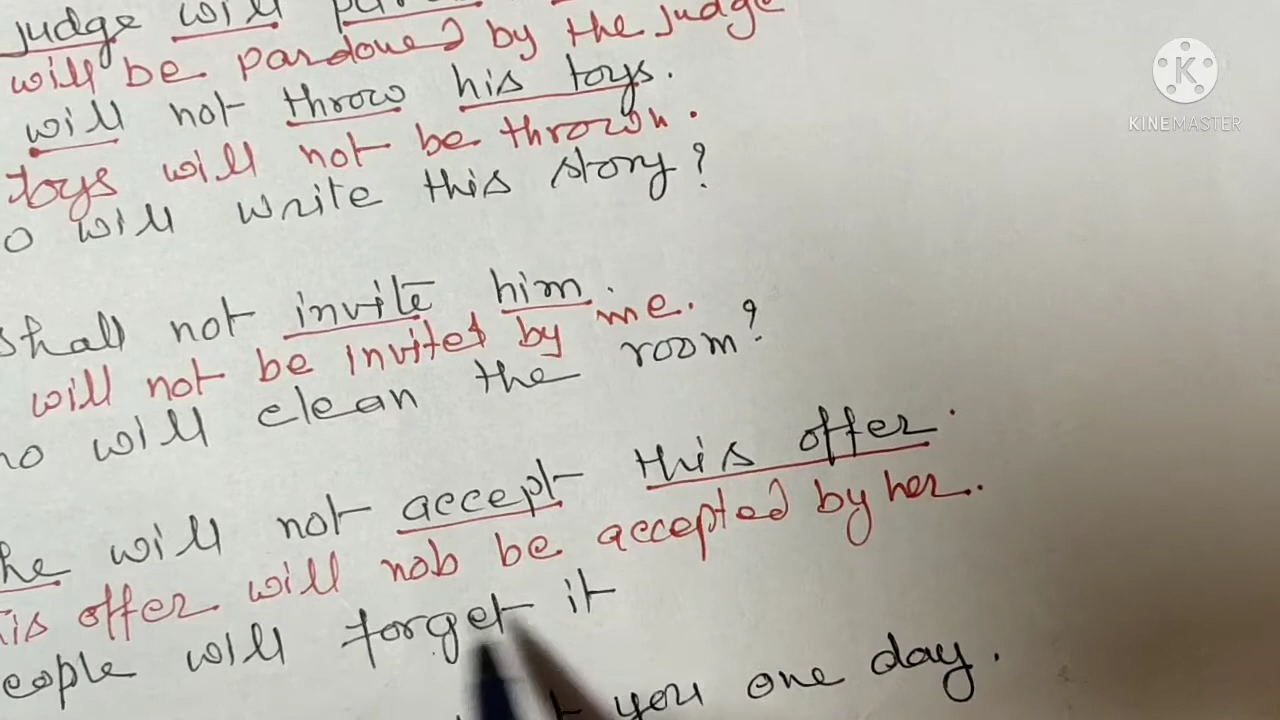 judge will
will be pardoned by the judge
will not throw his toys.
toys will not be thrown.
will write this story?
shall not invite him.
will not be invited by me.
will clean the room?
he will not accept this offer.
is offer will not be accepted by her.
eople will forget it
you one day.
KINEMASTER